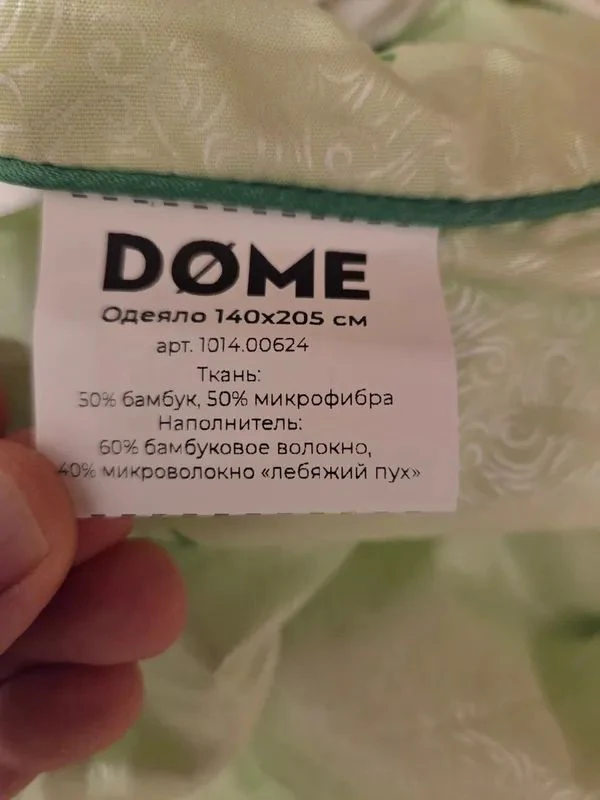 DØME
Одеяло 140x205 см
арт. 1014.00624
Ткань:
50% бамбук, 50% микрофибра
Наполнитель:
60% бамбуковое волокно,
40% микроволокно «лебяжий пух»